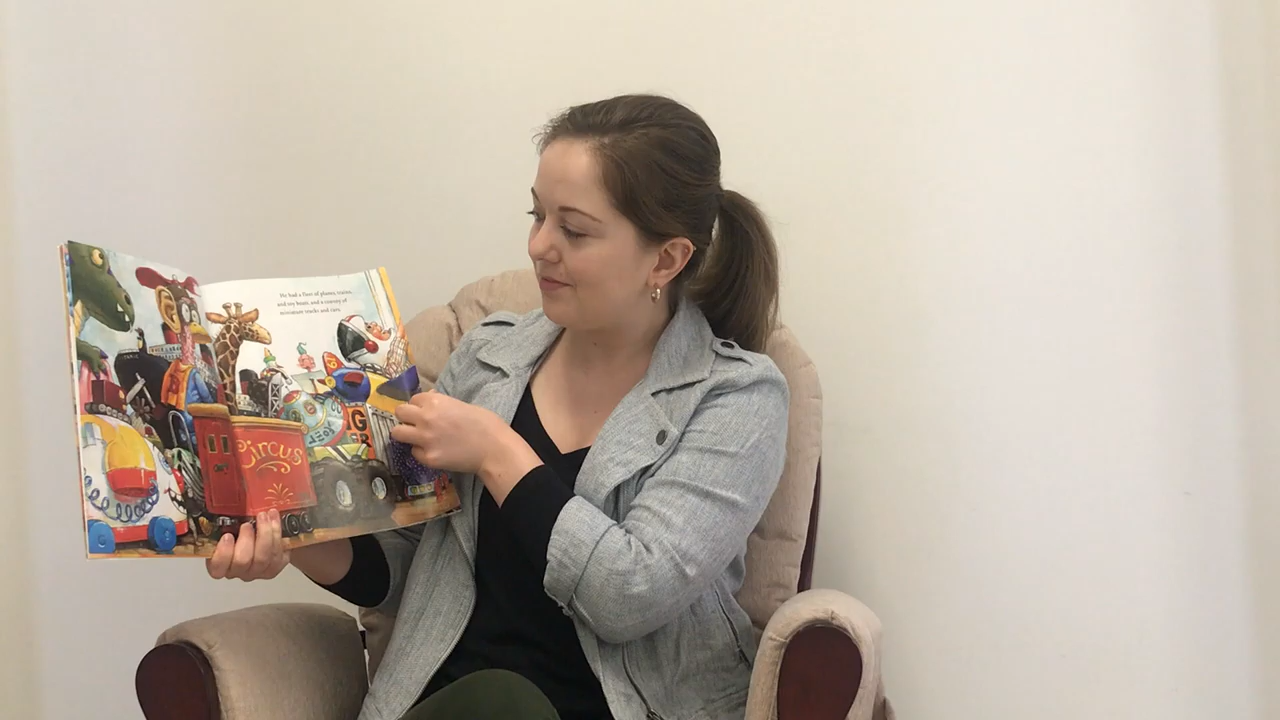 He had a fleet of planes, trains,
and toy boats and a convoy of
miniature trucks and cars.
Circus